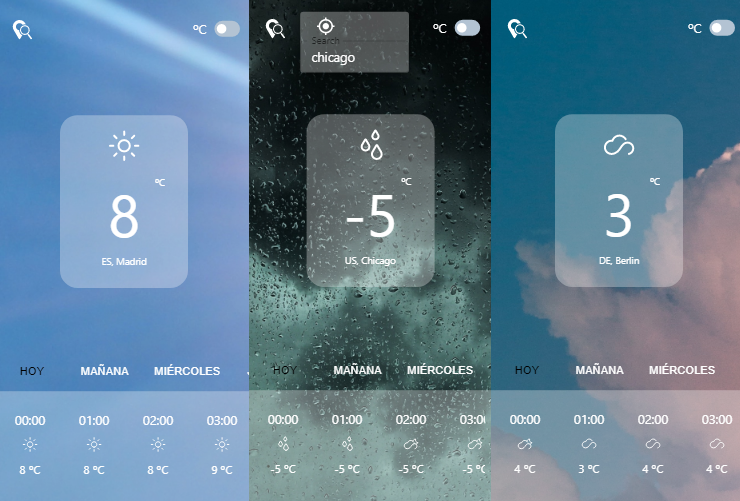 ºC
ºC
8
ES, Madrid
HOY MAÑANA MIÉRCOLES
00:00 01:00 02:00 03:00
8 ºC 8 ºC 8 ºC 9 ºC
Search
chicago
ºC
ºC
-5
US, Chicago
HOY MAÑANA MIÉRCOLES
00:00 01:00 02:00 03:00
-5 ºC -5 ºC -5 ºC -5 ºC
ºC
ºC
3
DE, Berlin
HOY MAÑANA MIÉRCOLES
00:00 01:00 02:00 03:00
4 ºC 3 ºC 4 ºC 4 ºC